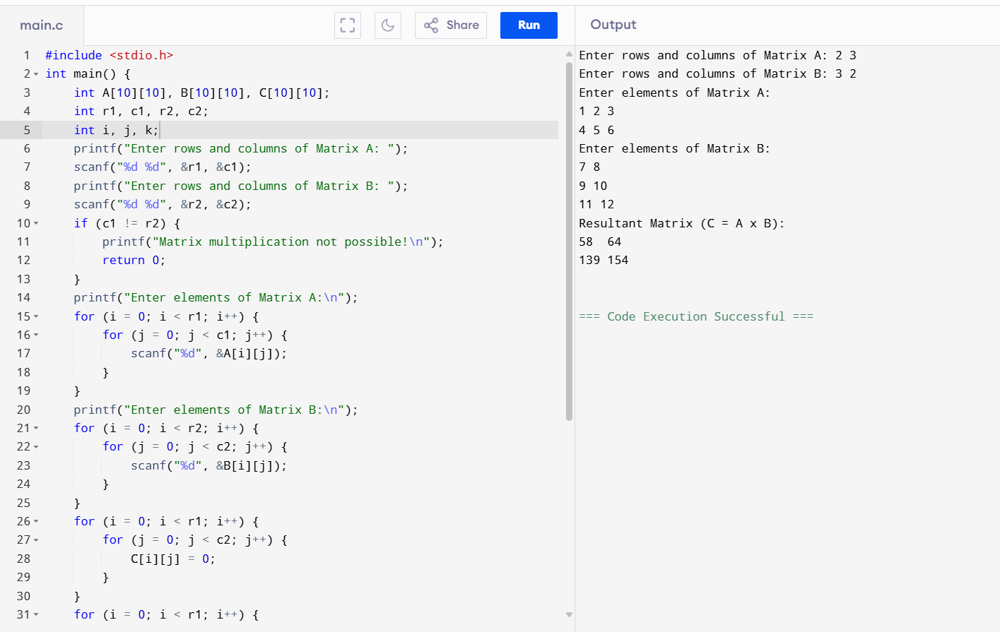 main.c
Share
Run
Output
1 #include <stdio.h>
2 int main() {
3     int A[10][10], B[10][10], C[10][10];
4     int r1, c1, r2, c2;
5     int i, j, k;
6     printf("Enter rows and columns of Matrix A: ");
7     scanf("%d %d", &r1, &c1);
8     printf("Enter rows and columns of Matrix B: ");
9     scanf("%d %d", &r2, &c2);
10     if (c1 != r2) {
11         printf("Matrix multiplication not possible!\n");
12         return 0;
13     }
14     printf("Enter elements of Matrix A:\n");
15     for (i = 0; i < r1; i++) {
16         for (j = 0; j < c1; j++) {
17             scanf("%d", &A[i][j]);
18         }
19     }
20     printf("Enter elements of Matrix B:\n");
21     for (i = 0; i < r2; i++) {
22         for (j = 0; j < c2; j++) {
23             scanf("%d", &B[i][j]);
24         }
25     }
26     for (i = 0; i < r1; i++) {
27         for (j = 0; j < c2; j++) {
28             C[i][j] = 0;
29         }
30     }
31     for (i = 0; i < r1; i++) {
Enter rows and columns of Matrix A: 2 3
Enter rows and columns of Matrix B: 3 2
Enter elements of Matrix A:
1 2 3
4 5 6
Enter elements of Matrix B:
7 8
9 10
11 12
Resultant Matrix (C = A x B):
58  64
139 154
=== Code Execution Successful ===